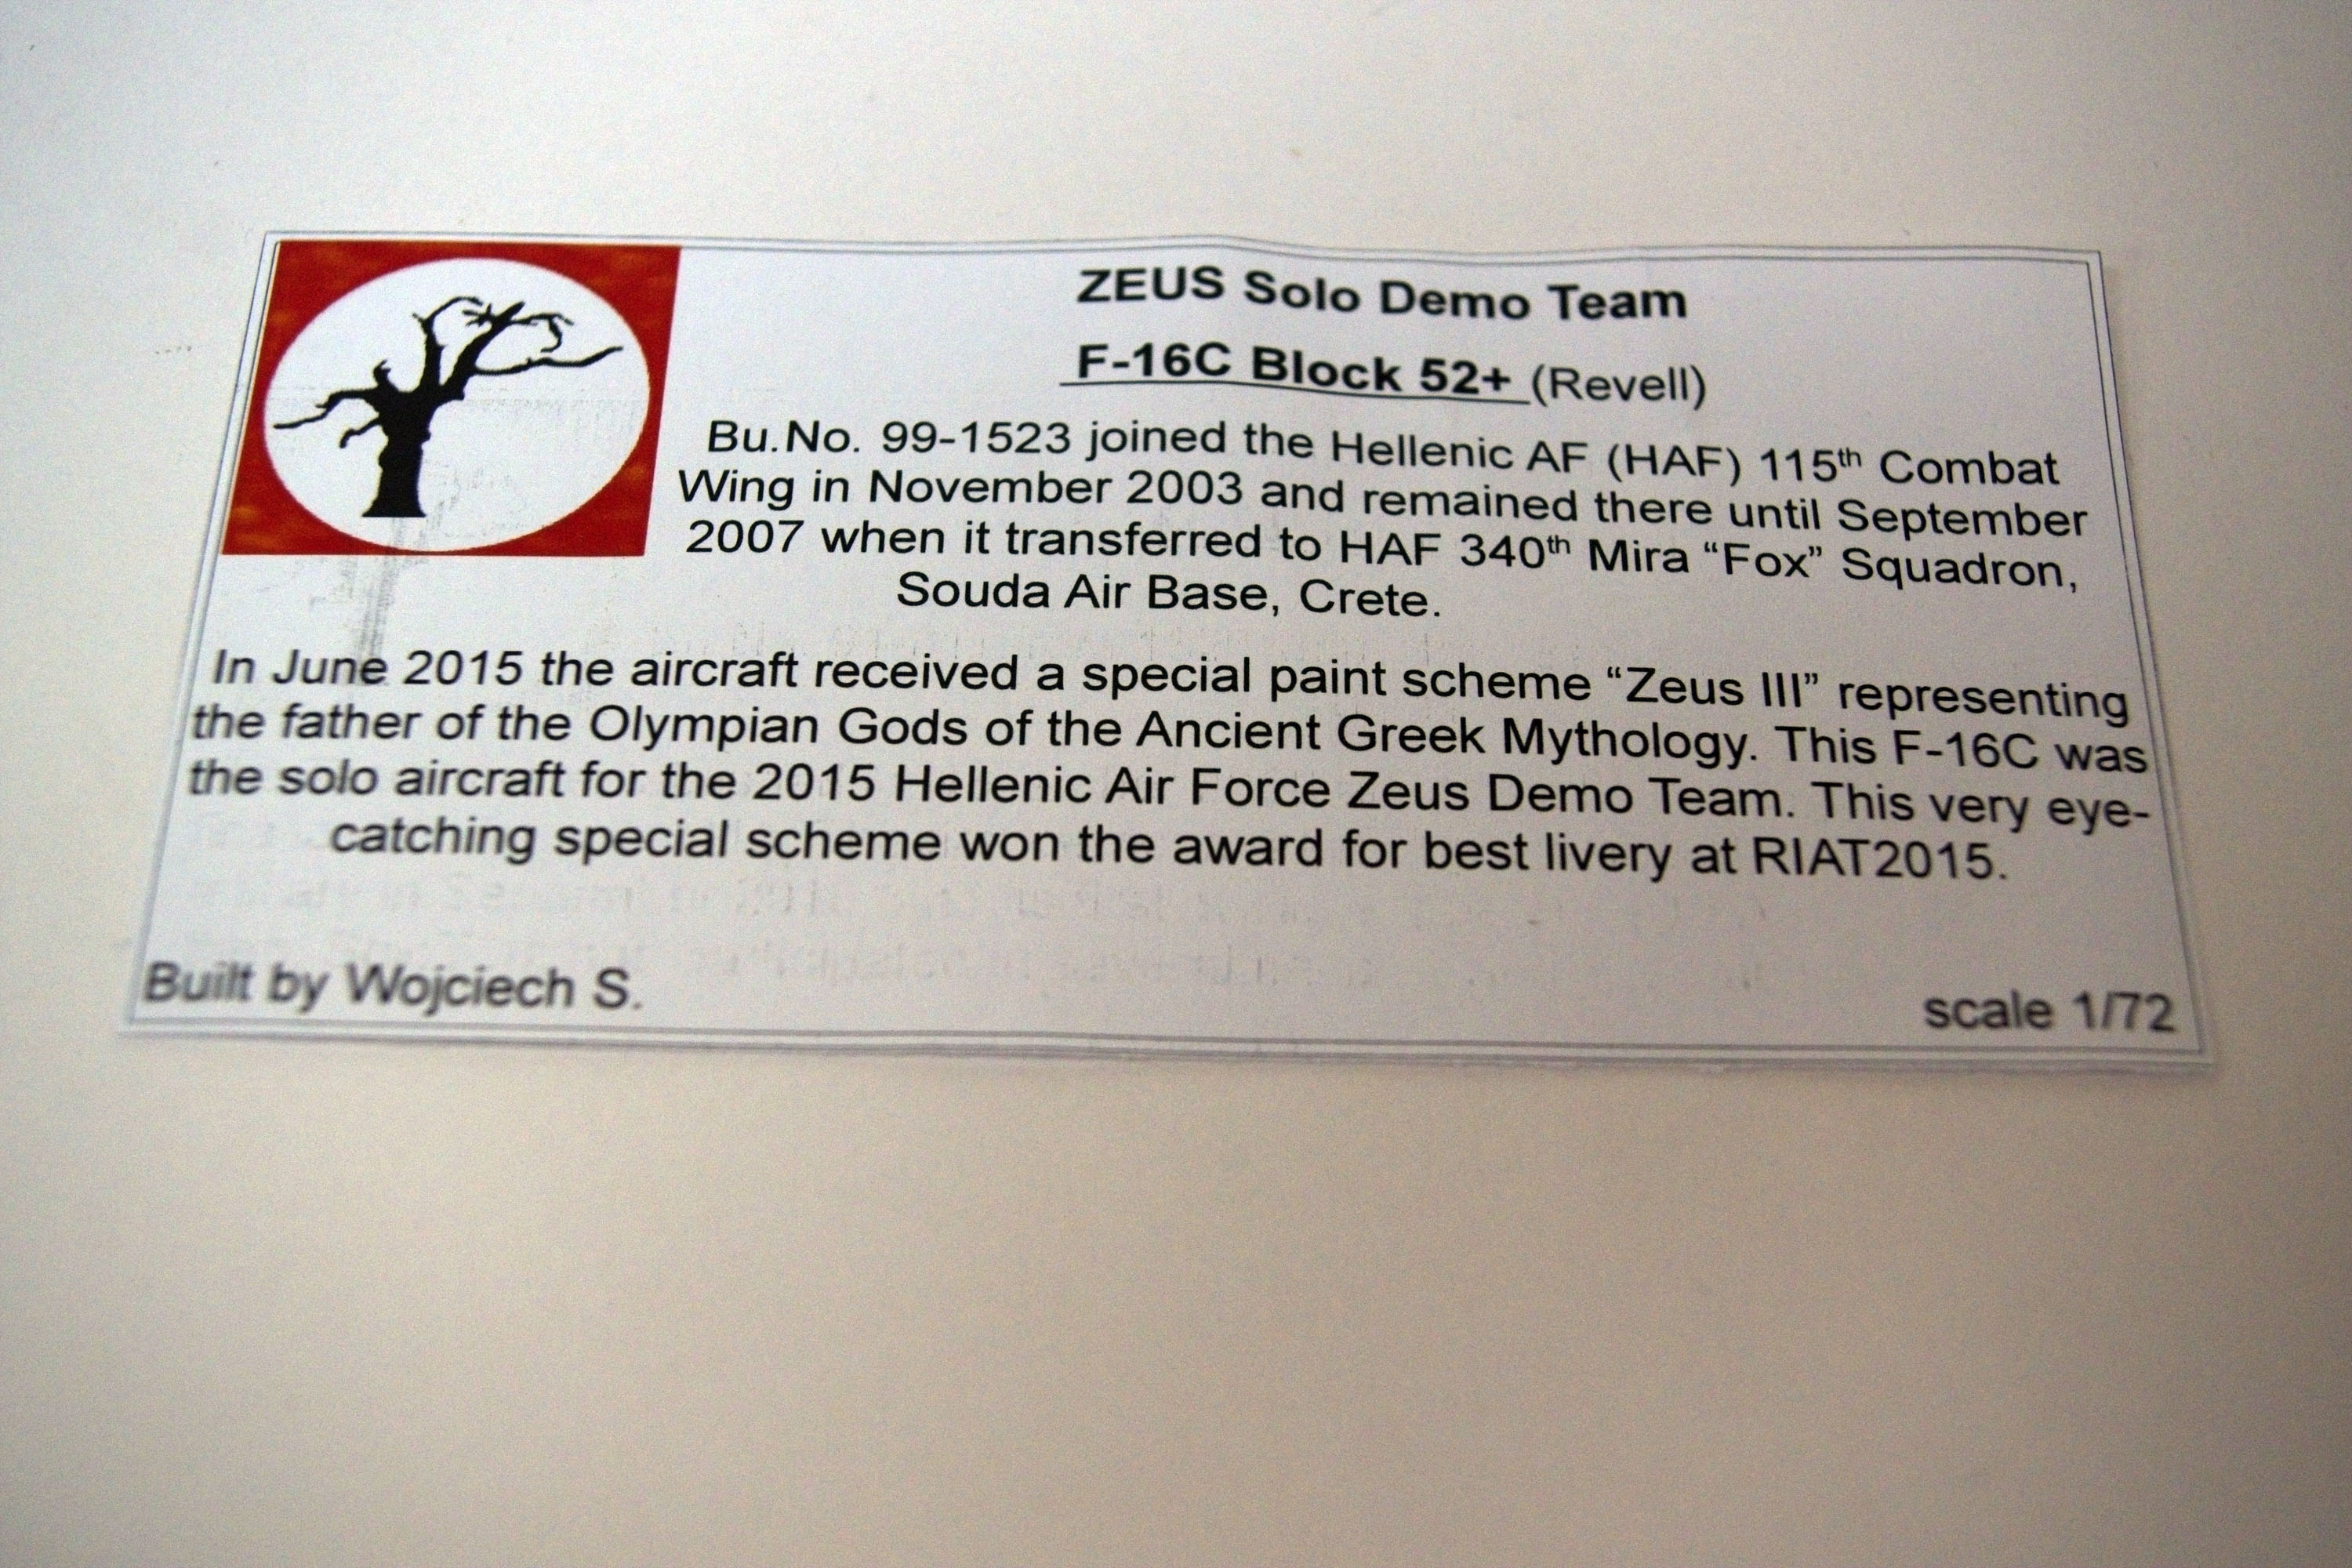 ZEUS Solo Demo Team
F-16C Block 52+ (Revell)
Bu.No. 99-1523 joined the Hellenic AF (HAF) 115th Combat
Wing in November 2003 and remained there until September
2007 when it transferred to HAF 340th Mira “Fox” Squadron,
Souda Air Base, Crete.
In June 2015 the aircraft received a special paint scheme “Zeus III” representing
the father of the Olympian Gods of the Ancient Greek Mythology. This F-16C was
the solo aircraft for the 2015 Hellenic Air Force Zeus Demo Team. This very eye-
catching special scheme won the award for best livery at RIAT2015.
Built by Wojciech S.
scale 1/72